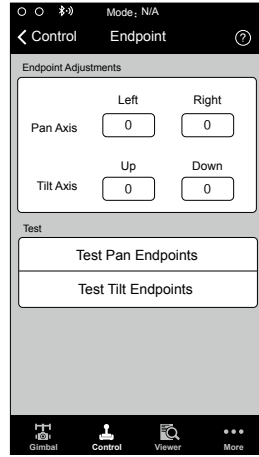 Mode: N/A
Control Endpoint ?
Endpoint Adjustments
Left Right
Pan Axis 0 0
Up Down
Tilt Axis 0 0
Test
Test Pan Endpoints
Test Tilt Endpoints
Gimbal Control Viewer More